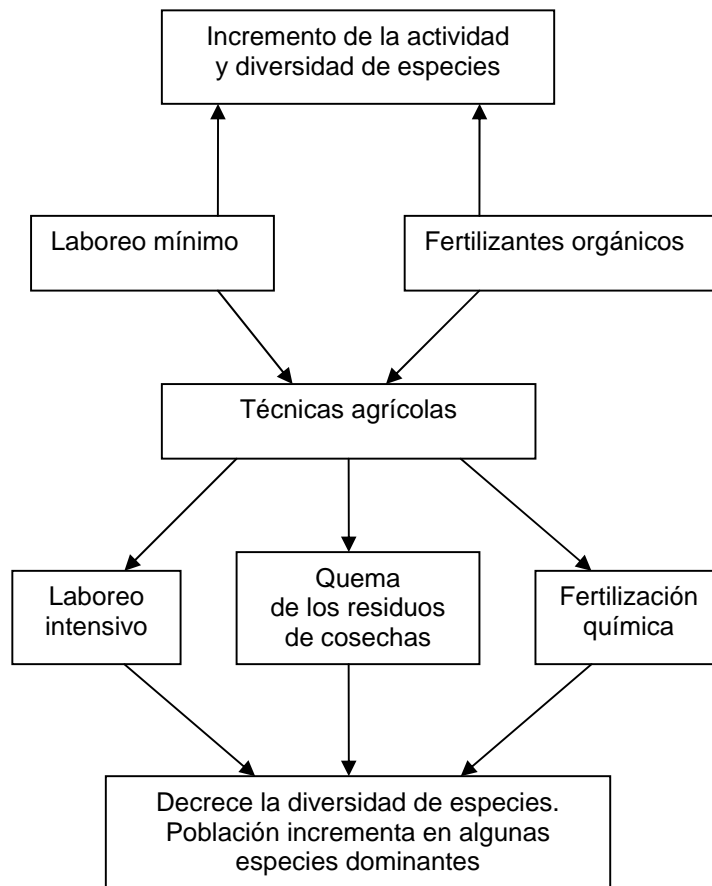 Incremento de la actividad
y diversidad de especies
Laboreo mínimo
Fertilizantes orgánicos
Técnicas agrícolas
Laboreo
intensivo
Quema
de los residuos
de cosechas
Fertilización
química
Decrece la diversidad de especies.
Población incrementa en algunas
especies dominantes